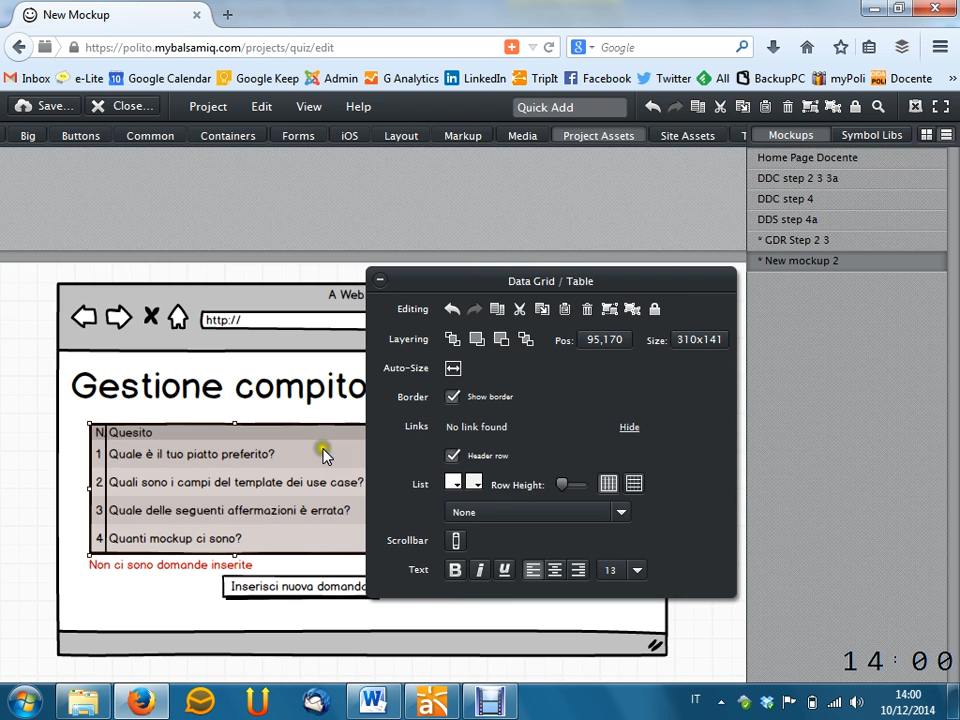 New Mockup
https://polito.mybalsamiq.com/projects/quiz/edit
Google
Inbox e-Lite Google Calendar Google Keep Admin G Analytics LinkedIn TripIt Facebook Twitter All BackupPC myPoli Docente »
Save... Close... Project Edit View Help Quick Add
Big Buttons Common Containers Forms iOS Layout Markup Media Project Assets Site Assets T Mockups Symbol Libs
Home Page Docente
DDC step 2 3 3a
DDC step 4
DDS step 4a
* GDR Step 2 3
* New mockup 2
A Web
http://
Gestione compito
N Quesito
1 Quale è il tuo piatto preferito?
2 Quali sono i campi del template dei use case?
3 Quale delle seguenti affermazioni è errata?
4 Quanti mockup ci sono?
Non ci sono domande inserite
Inserisci nuova domanda
Data Grid / Table
Editing
Layering Pos: 95,170 Size: 310x141
Auto-Size
Border Show border
Links No link found Hide
Header row
List Row Height:
None
Scrollbar
Text B i U 13
14:00
IT 14:00
10/12/2014